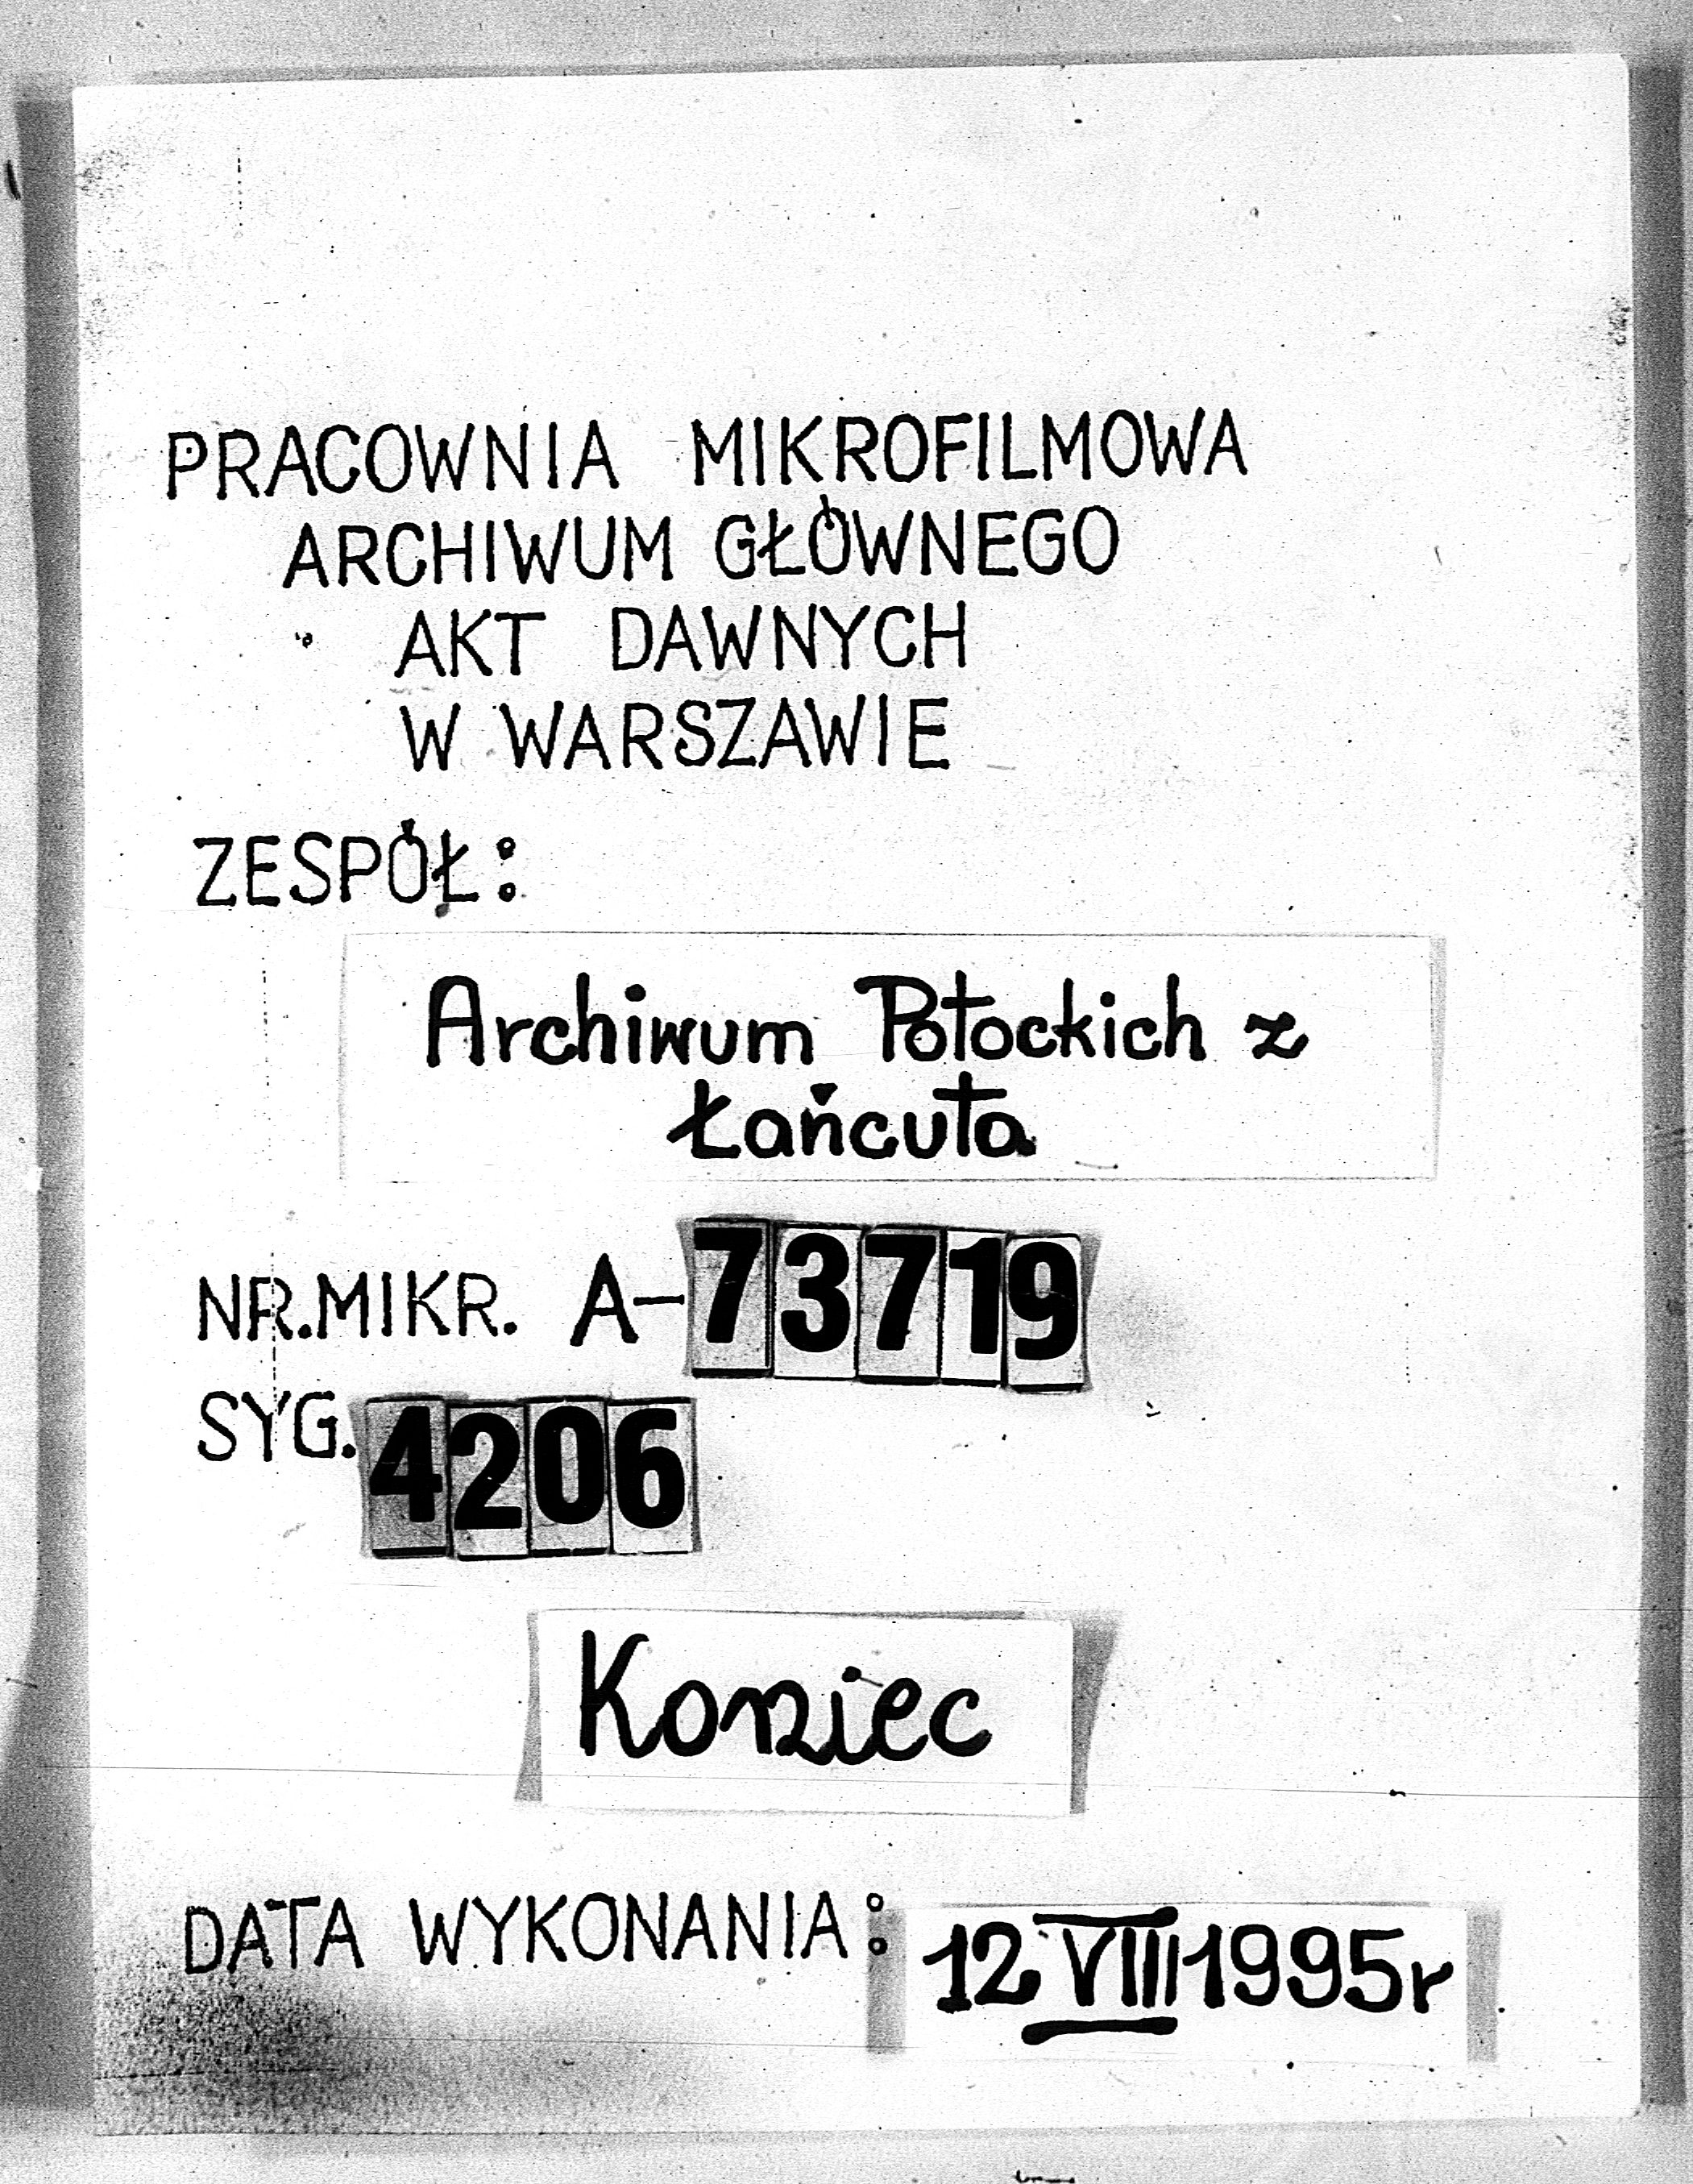 PRACOWNIA MIKROFILMOWA
ARCHIWUM GŁÓWNEGO
AKT DAWNYCH
W WARSZAWIE
ZESPÓŁ:
Archiwum Potockich z
Łańcuta
NR.MIKR. A-73719
SYG. 4206
Koniec
DATA WYKONANIA: 12 VIII 1995r